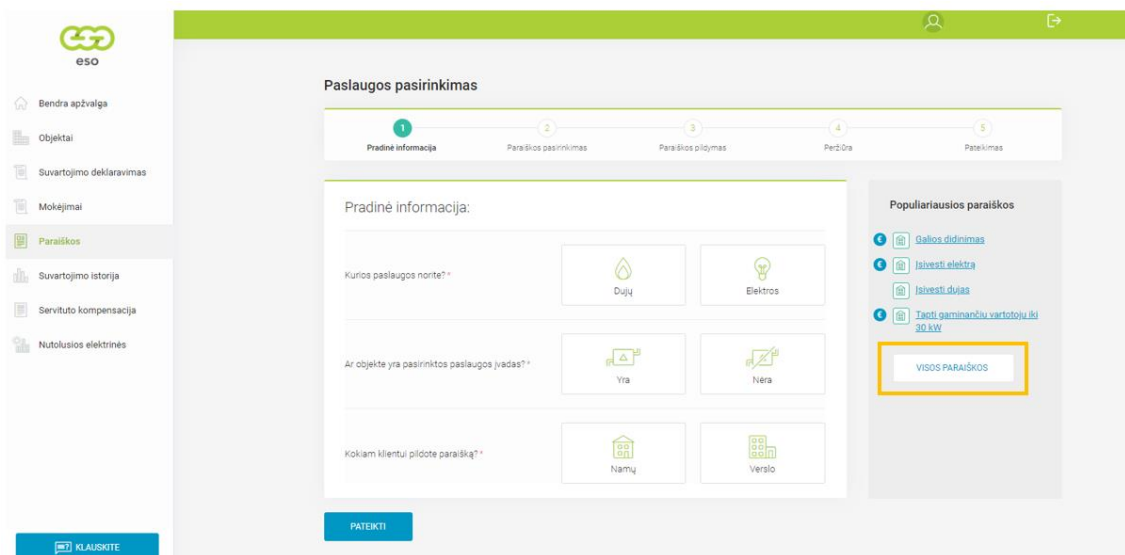 eso
Bendra apžvalga
Objektai
Suvartojimo deklaravimas
Mokėjimai
Paraiškos
Suvartojimo istorija
Servituto kompensacija
Nutolusios elektrinės
KLAUSKITE
Paslaugos pasirinkimas
1
2
3
4
5
Pradinė informacija
Paraiškos pasirinkimas
Paraiškos pildymas
Peržiūra
Pateikimas
Pradinė informacija:
Kurios paslaugos norite? *
Dujų
Elektros
Ar objekte yra pasirinktos paslaugos įvadas? *
Yra
Nėra
Kokiam klientui pildote paraišką? *
Namų
Verslo
PATEIKTI
Populiariausios paraiškos
€ Galios didinimas
€ Įsivesti elektrą
Įsivesti dujas
€ Tapti gaminančiu vartotoju iki
30 kW
VISOS PARAIŠKOS